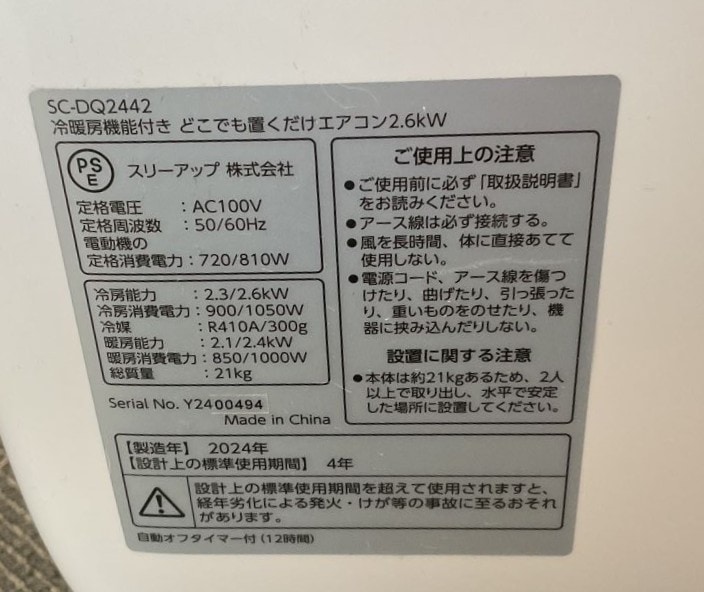 SC-DQ2442
冷暖房機能付き どこでも置くだけエアコン2.6kW
PS
E
スリーアップ 株式会社
定格電圧 : AC100V
定格周波数 : 50/60Hz
電動機の
定格消費電力 : 720/810W
冷房能力 : 2.3/2.6kW
冷房消費電力 : 900/1050W
冷媒 : R410A/300g
暖房能力 : 2.1/2.4kW
暖房消費電力 : 850/1000W
総質量 : 21kg
Serial No. Y2400494
Made in China
ご使用上の注意
●ご使用前に必ず「取扱説明書」
をお読みください。
●アース線は必ず接続する。
●風を長時間、体に直接あてて
使用しない。
●電源コード、アース線を傷つ
けたり、曲げたり、引っ張った
り、重いものをのせたり、機
器に挟み込んだりしない。
設置に関する注意
●本体は約21kgあるため、2人
以上で取り出し、水平で安定
した場所に設置してください。
【製造年】 2024年
【設計上の標準使用期間】 4年
設計上の標準使用期間を超えて使用されますと、
経年劣化による発火・けが等の事故に至るおそれ
があります。
自動オフタイマー付(12時間)